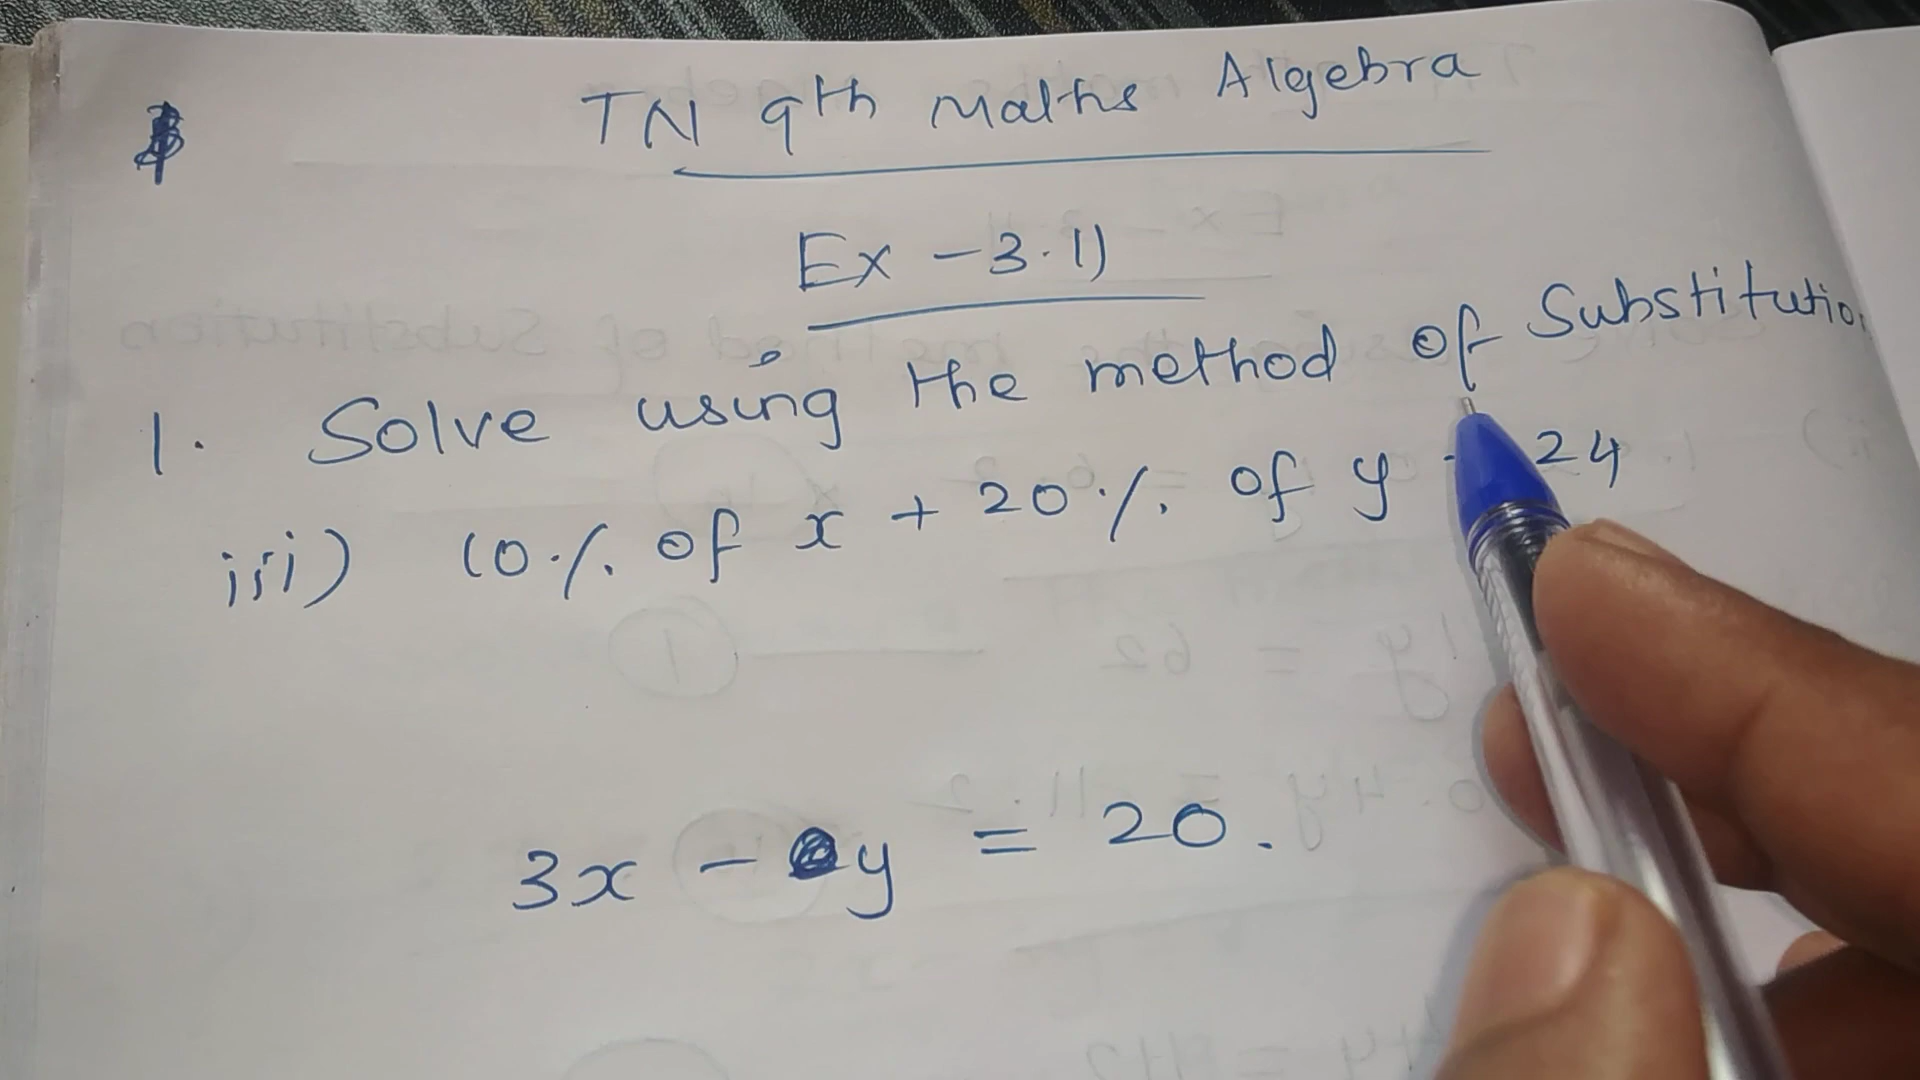 TN 9th Maths Algebra
Ex - 3.11)
1. Solve using the method of Substitution
iii) 10% of x + 20% of y 24
3x - y = 20.